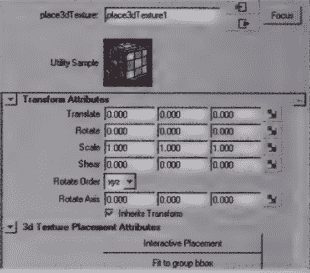 place3dTexture: place3dTexture1
Focus
Utility Sample
Transform Attributes
Translate 0.000 0.000 0.000
Rotate 0.000 0.000 0.000
Scale 1.000 1.000 1.000
Shear 0.000 0.000 0.000
Rotate Order xyz
Rotate Axis 0.000 0.000 0.000
Inherits Transform
3d Texture Placement Attributes
Interactive Placement
Fit to group bbox